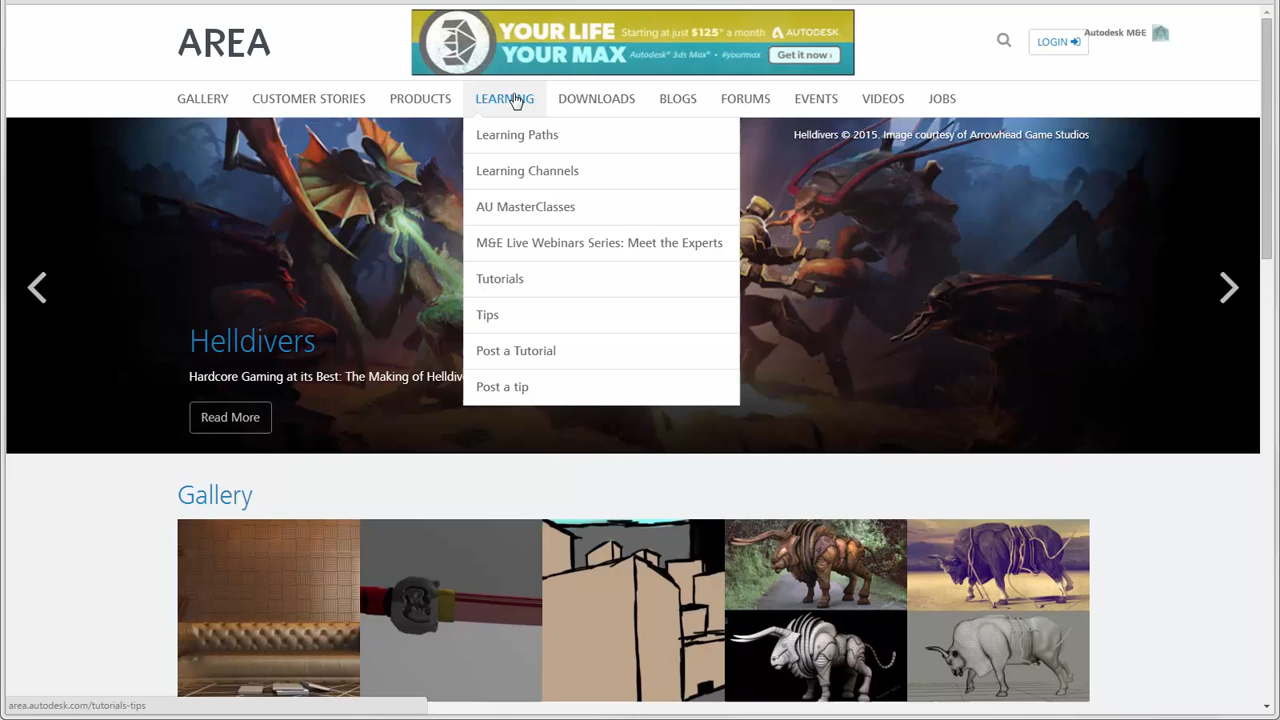 AREA
YOUR LIFE
YOUR MAX
Starting at just $125* a month
AUTODESK
Autodesk® 3ds Max® • #yourmax
Get it now ›
LOGIN
Autodesk M&E
GALLERY CUSTOMER STORIES PRODUCTS LEARNING DOWNLOADS BLOGS FORUMS EVENTS VIDEOS JOBS
Learning Paths
Learning Channels
AU MasterClasses
M&E Live Webinars Series: Meet the Experts
Tutorials
Tips
Post a Tutorial
Post a tip
Helldivers © 2015. Image courtesy of Arrowhead Game Studios
Helldivers
Hardcore Gaming at its Best: The Making of Helldiv
Read More
Gallery
area.autodesk.com/tutorials-tips